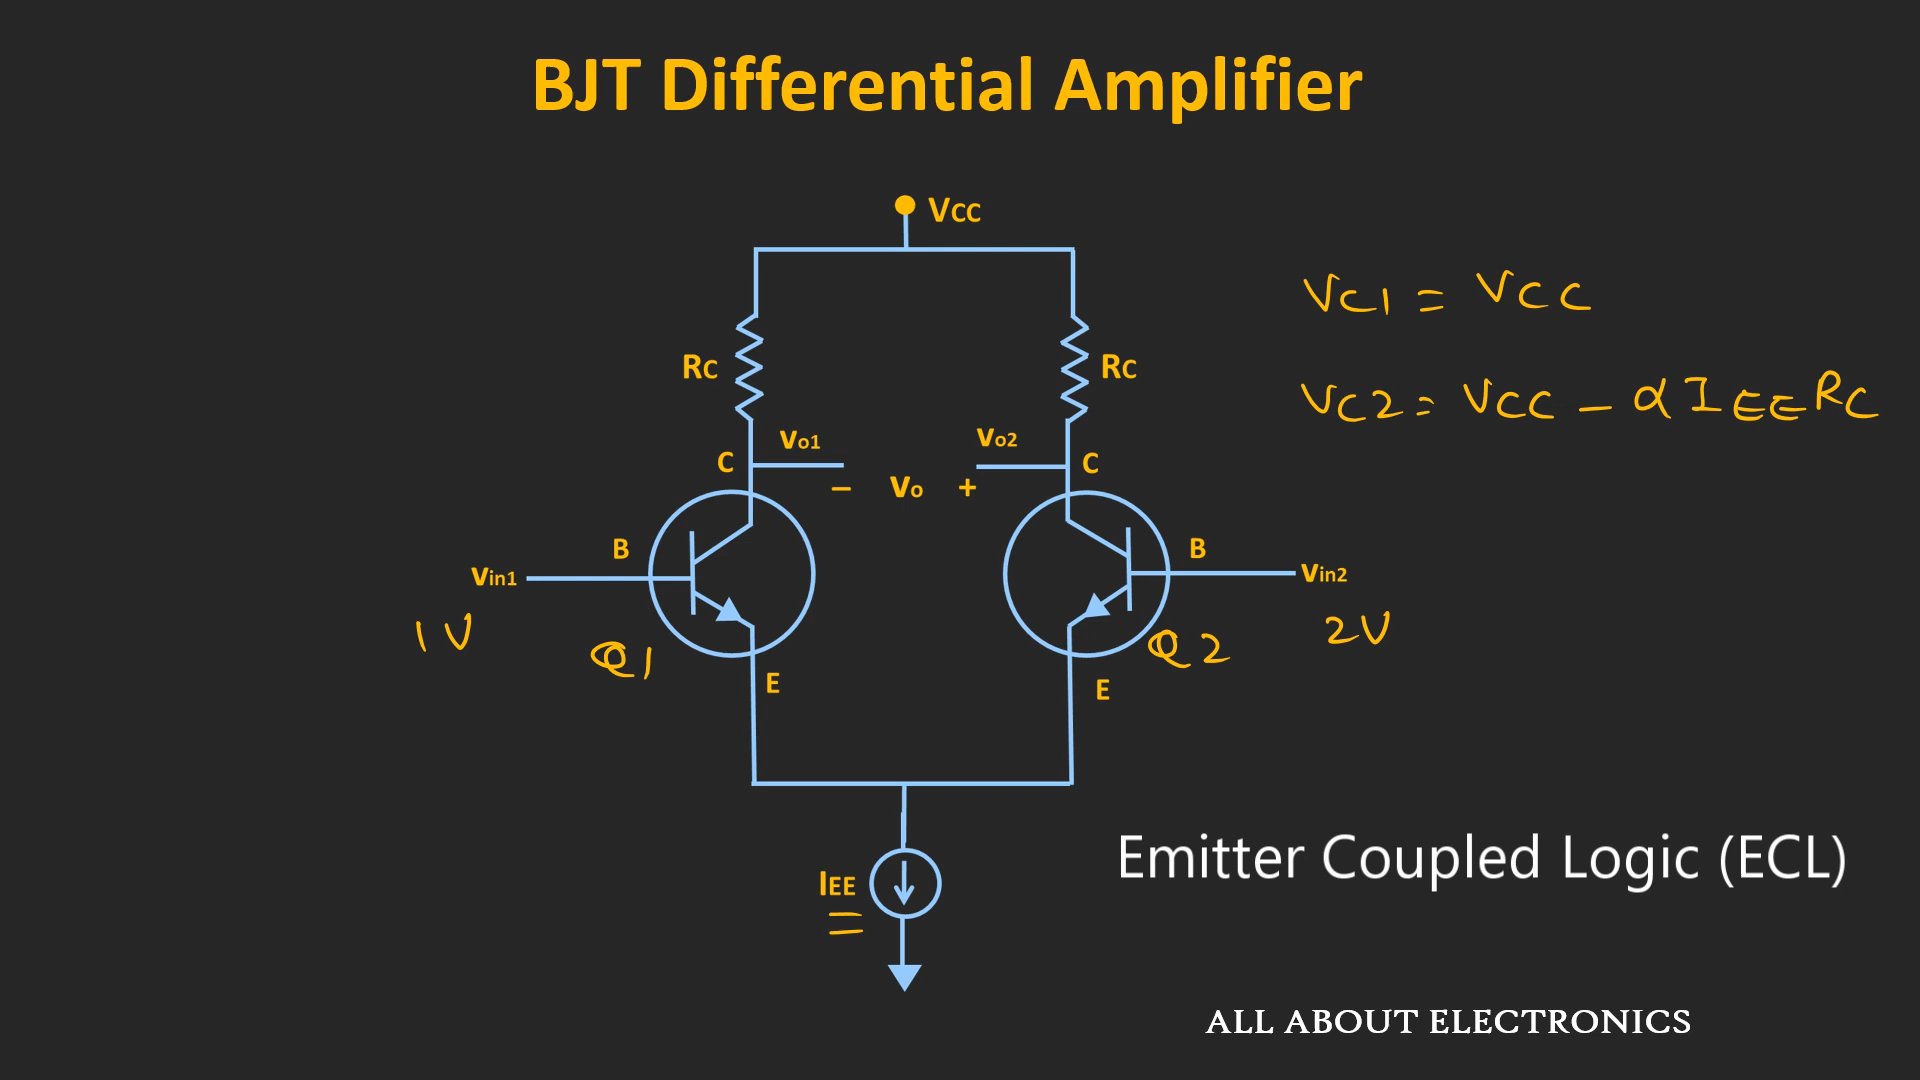 BJT Differential Amplifier
VCC
RC
RC
VC1 = VCC
VC2 = VCC - αIEERC
vo1
vo2
C
C
- vo +
B
B
vin1
vin2
1V
2V
Q1
Q2
E
E
IEE
Emitter Coupled Logic (ECL)
ALL ABOUT ELECTRONICS